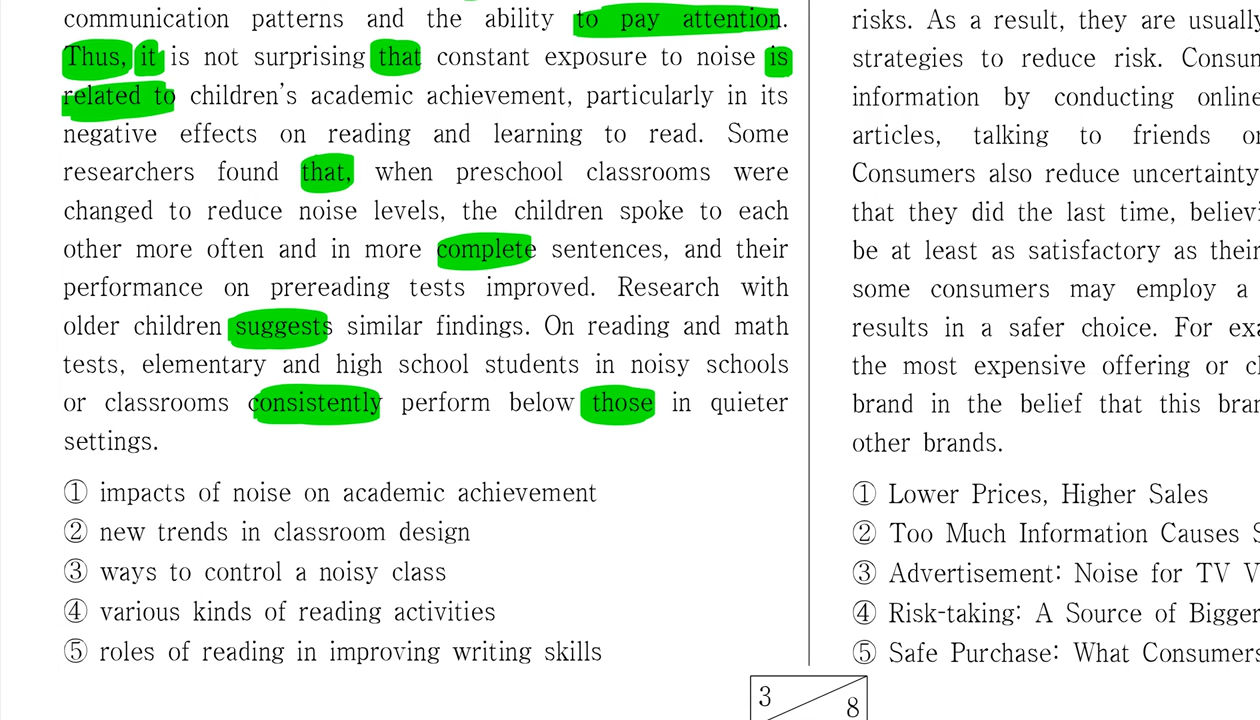 communication patterns and the ability to pay attention.
Thus, it is not surprising that constant exposure to noise is
related to children's academic achievement, particularly in its
negative effects on reading and learning to read. Some
researchers found that, when preschool classrooms were
changed to reduce noise levels, the children spoke to each
other more often and in more complete sentences, and their
performance on prereading tests improved. Research with
older children suggests similar findings. On reading and math
tests, elementary and high school students in noisy schools
or classrooms consistently perform below those in quieter
settings.
① impacts of noise on academic achievement
② new trends in classroom design
③ ways to control a noisy class
④ various kinds of reading activities
⑤ roles of reading in improving writing skills
risks. As a result, they are usually
strategies to reduce risk.
information by conducting online
articles, talking to friends
Consumers also reduce uncertainty
that they did the last time,
be at least as satisfactory as their
some consumers may employ a
results in a safer choice. For
the most expensive offering or
brand in the belief that this
other brands.
① Lower Prices, Higher Sales
② Too Much Information Causes
③ Advertisement: Noise for TV
④ Risk-taking: A Source of Bigger
⑤ Safe Purchase: What Consumers
3
8